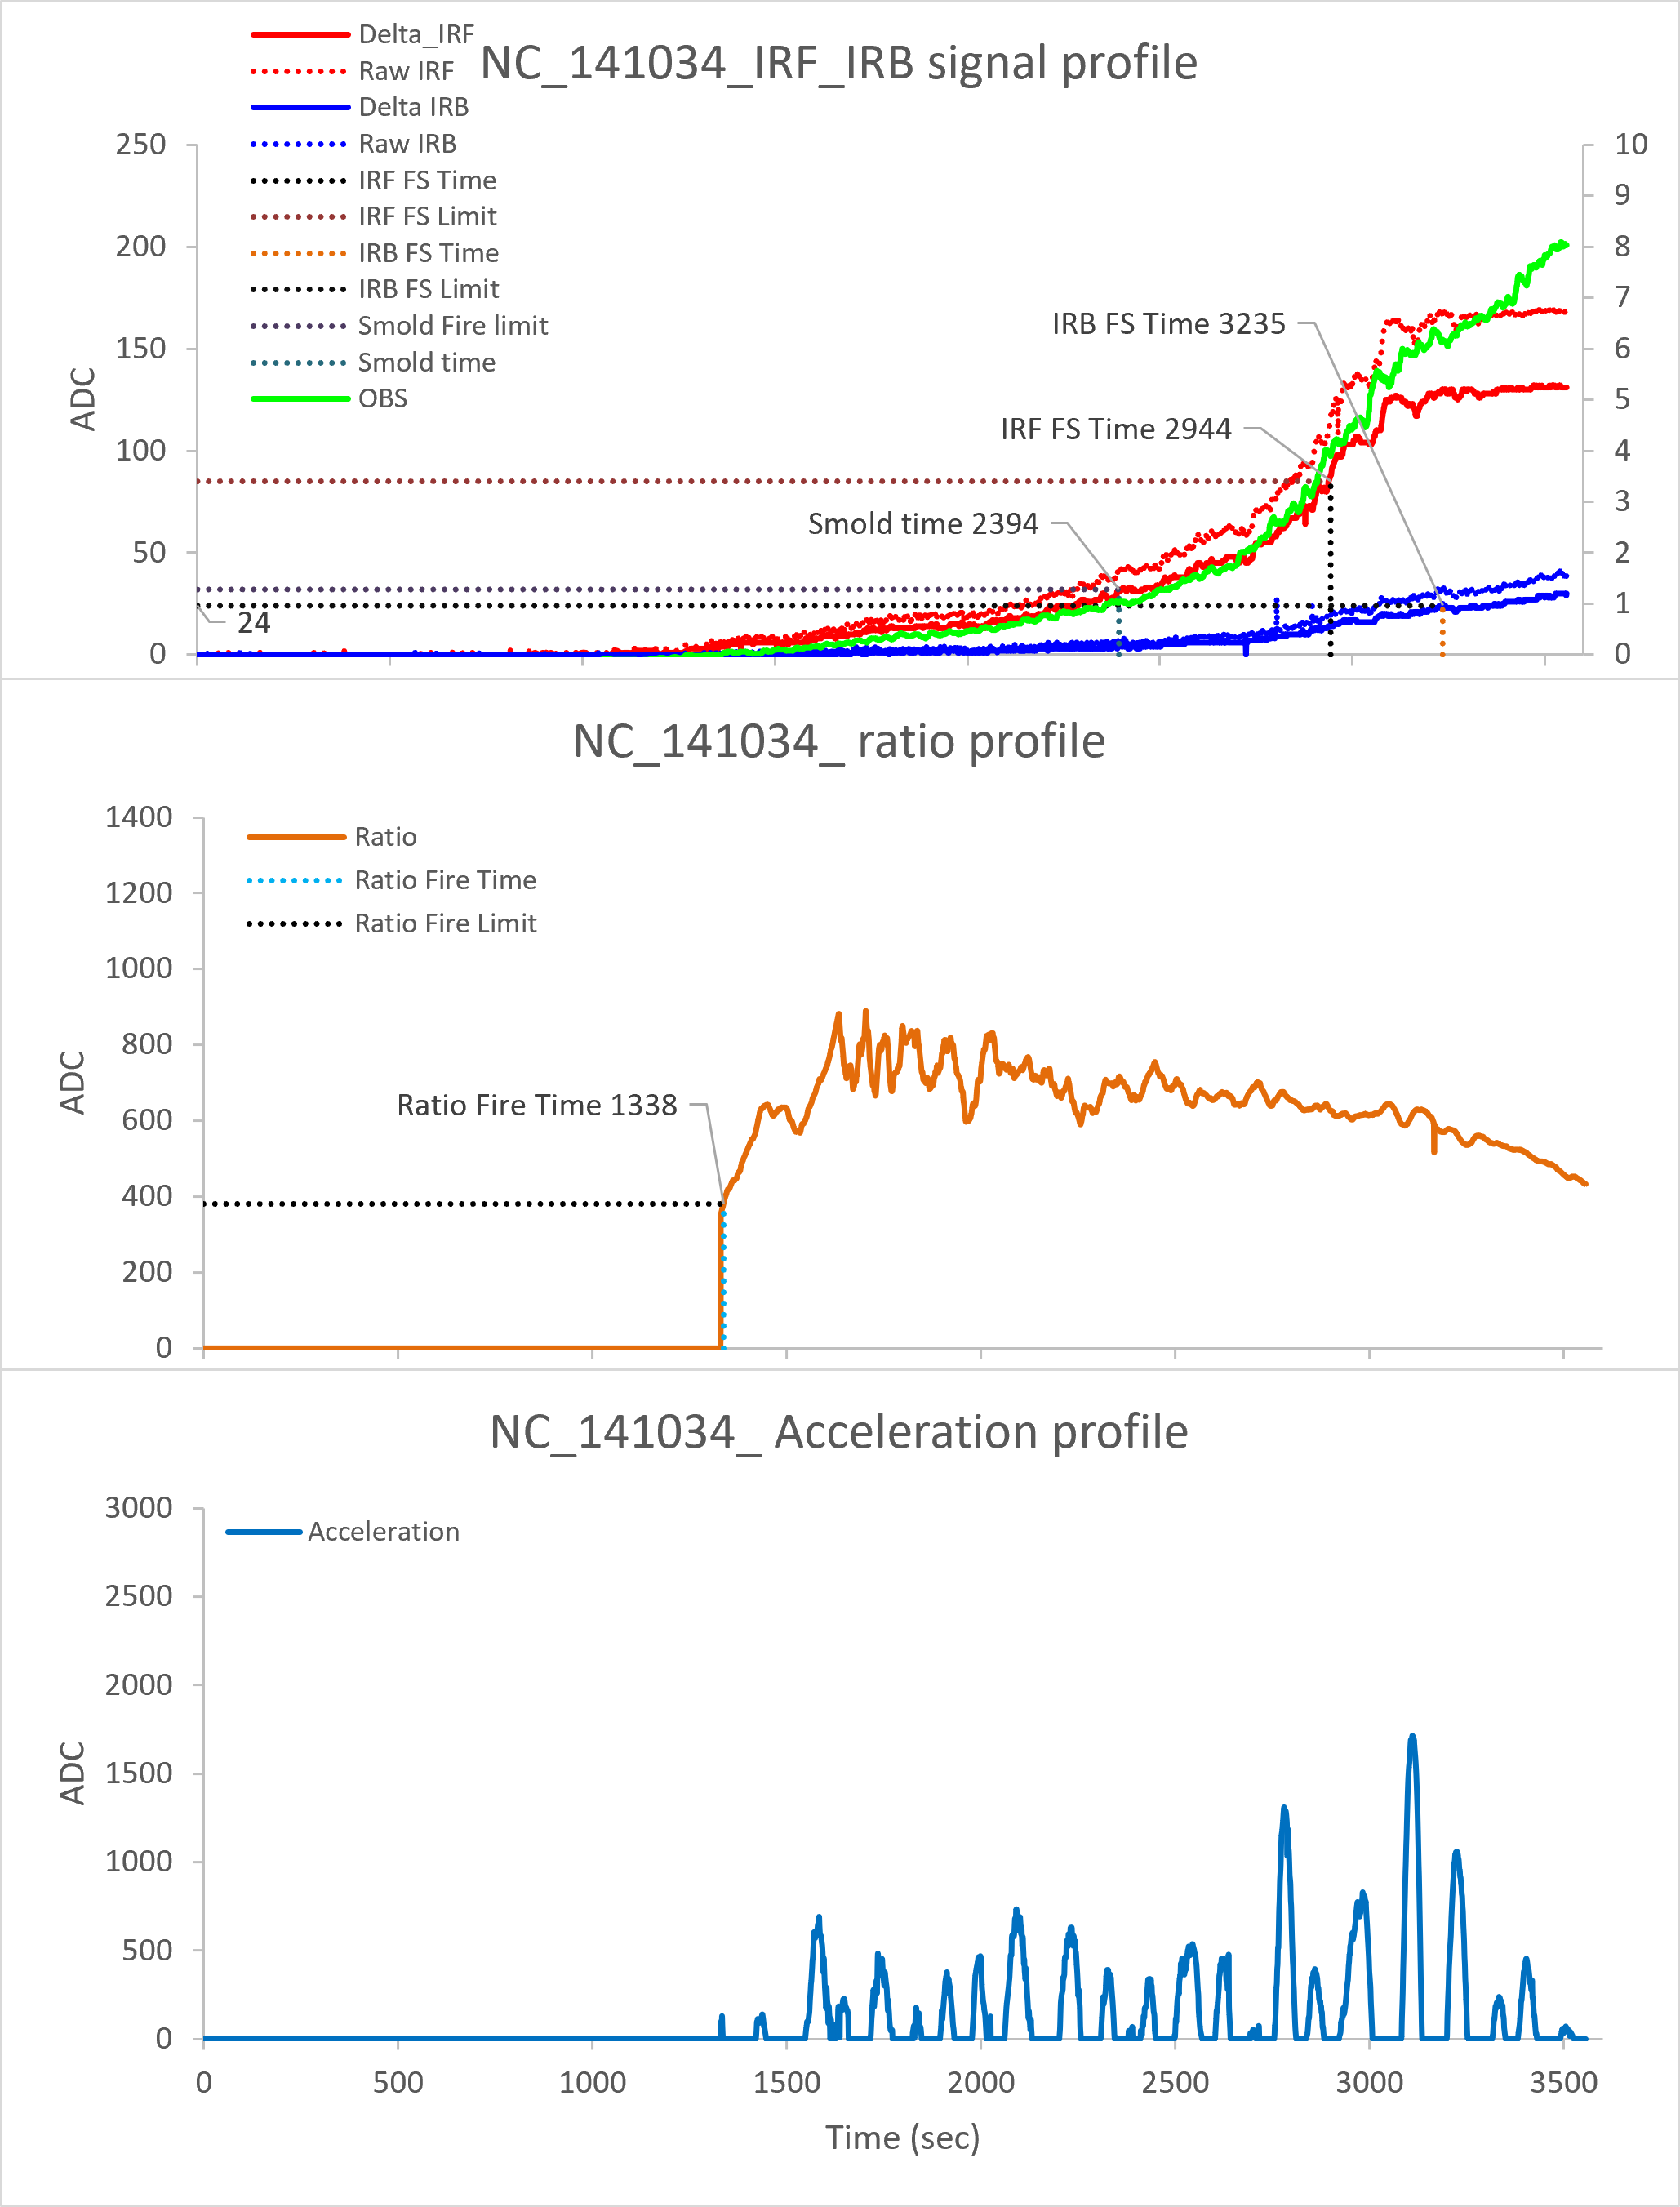 NC_141034_IRF_IRB signal profile
Delta_IRF
Raw IRF
Delta IRB
Raw IRB
IRF FS Time
IRF FS Limit
IRB FS Time
IRB FS Limit
Smold Fire limit
Smold time
OBS
ADC
250
200
150
100
50
0
10
9
8
7
6
5
4
3
2
1
0
IRB FS Time 3235
IRF FS Time 2944
Smold time 2394
24
NC_141034_ ratio profile
Ratio
Ratio Fire Time
Ratio Fire Limit
ADC
1400
1200
1000
800
600
400
200
0
Ratio Fire Time 1338
NC_141034_ Acceleration profile
Acceleration
ADC
3000
2500
2000
1500
1000
500
0
0 500 1000 1500 2000 2500 3000 3500
Time (sec)